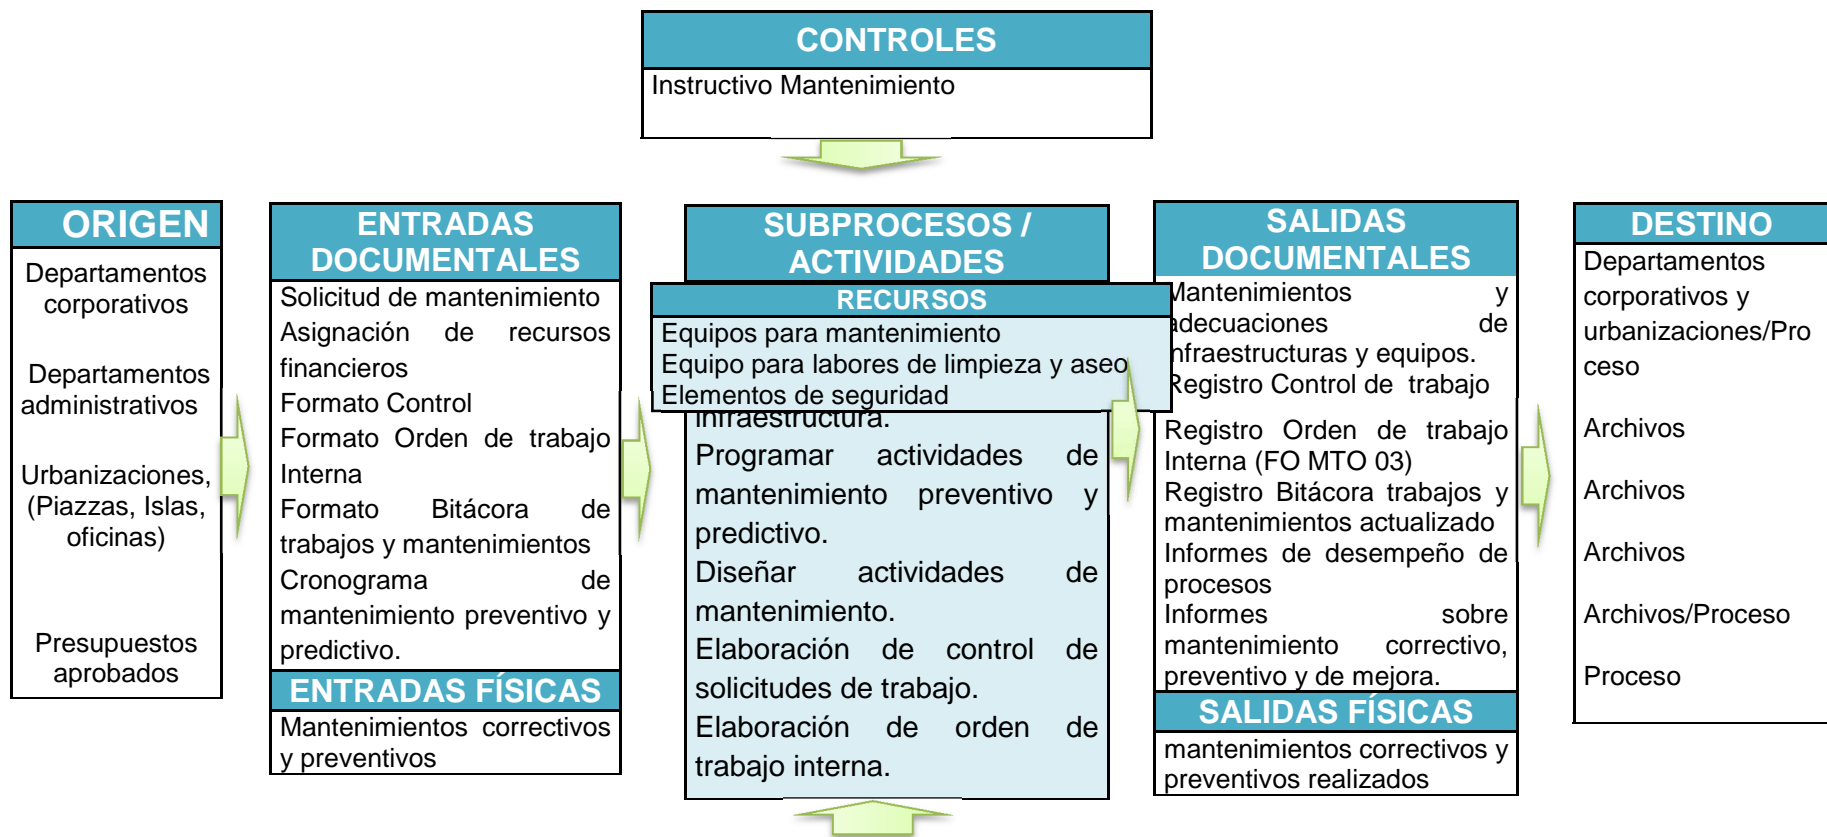 CONTROLES
Instructivo Mantenimiento
ORIGEN
Departamentos
corporativos
Departamentos
administrativos
Urbanizaciones,
(Piazzas, Islas,
oficinas)
Presupuestos
aprobados
ENTRADAS
DOCUMENTALES
Solicitud de mantenimiento
Asignación de recursos
financieros
Formato Control
Formato Orden de trabajo
Interna
Formato Bitácora de
trabajos y mantenimientos
Cronograma de
mantenimiento preventivo y
predictivo.
ENTRADAS FÍSICAS
Mantenimientos correctivos
y preventivos
SUBPROCESOS /
ACTIVIDADES
RECURSOS
Equipos para mantenimiento
Equipo para labores de limpieza y aseo
Elementos de seguridad
infraestructura.
Programar actividades de
mantenimiento preventivo y
predictivo.
Diseñar actividades de
mantenimiento.
Elaboración de control de
solicitudes de trabajo.
Elaboración de orden de
trabajo interna.
SALIDAS
DOCUMENTALES
Mantenimientos y
adecuaciones de
infraestructuras y equipos.
Registro Control de trabajo
Registro Orden de trabajo
Interna (FO MTO 03)
Registro Bitácora trabajos y
mantenimientos actualizado
Informes de desempeño de
procesos
Informes sobre
mantenimiento correctivo,
preventivo y de mejora.
SALIDAS FÍSICAS
mantenimientos correctivos y
preventivos realizados
DESTINO
Departamentos
corporativos y
urbanizaciones/Pro
ceso
Archivos
Archivos
Archivos
Archivos/Proceso
Proceso